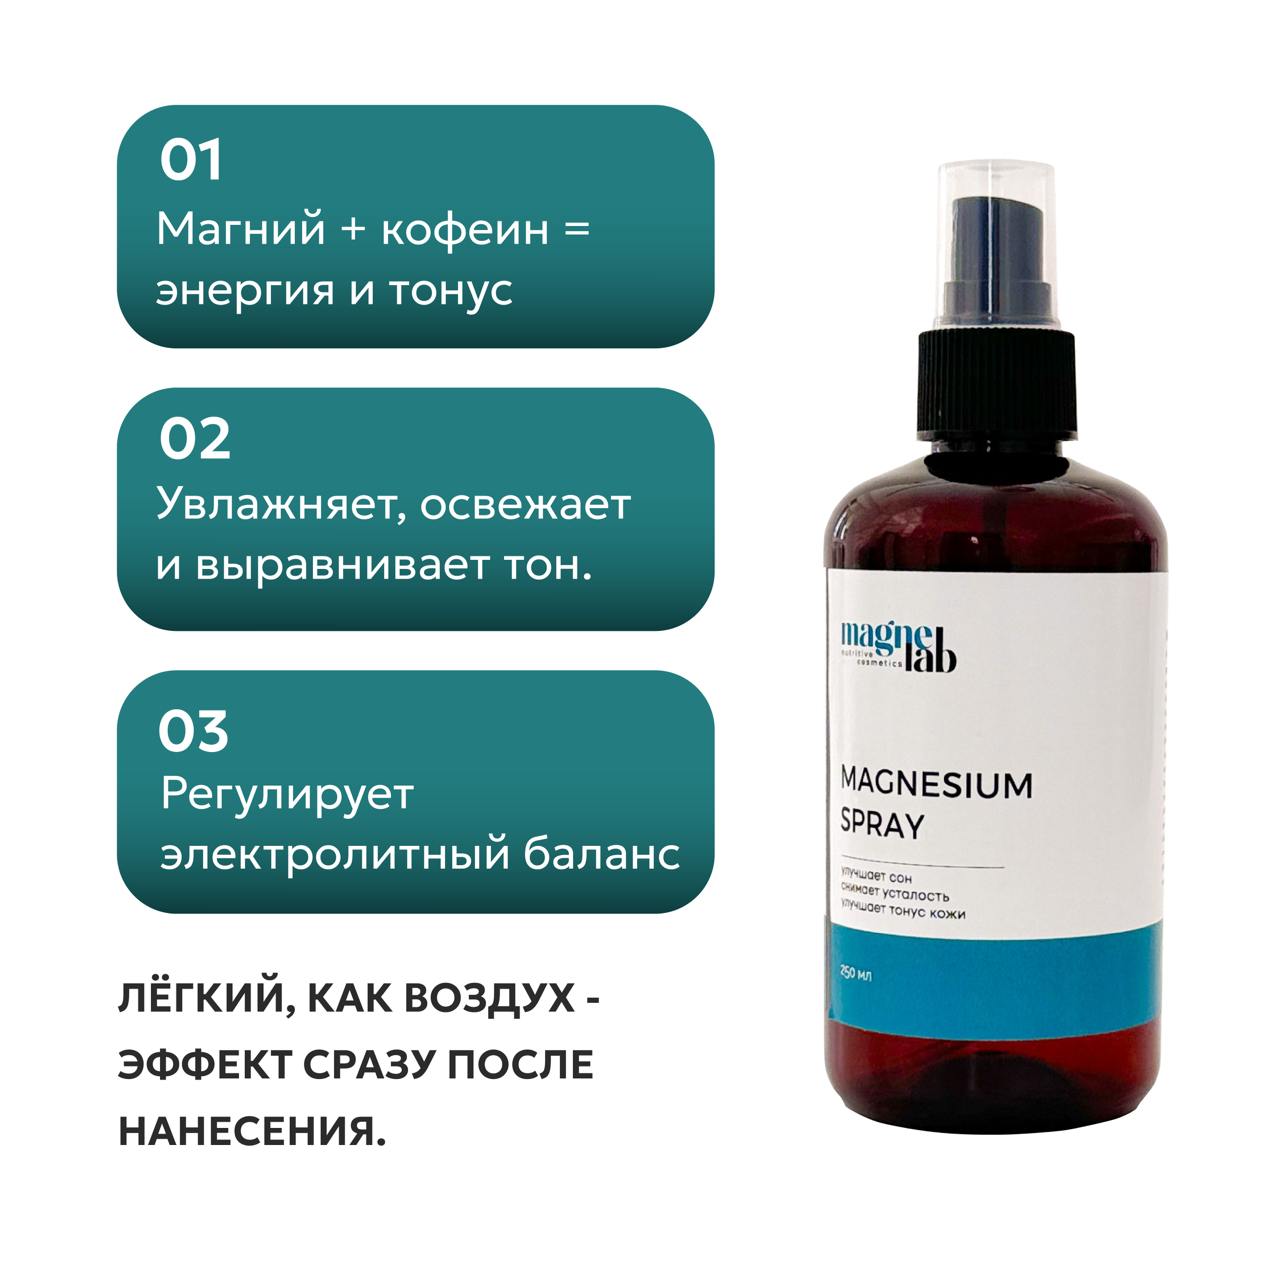 01
Магний + кофеин =
энергия и тонус
02
Увлажняет, освежает
и выравнивает тон.
03
Регулирует
электролитный баланс
ЛЁГКИЙ, КАК ВОЗДУХ -
ЭФФЕКТ СРАЗУ ПОСЛЕ
НАНЕСЕНИЯ.
magne
nutritive
cosmetics lab
MAGNESIUM
SPRAY
улучшает сон
снимает усталость
улучшает тонус кожи
250 мл